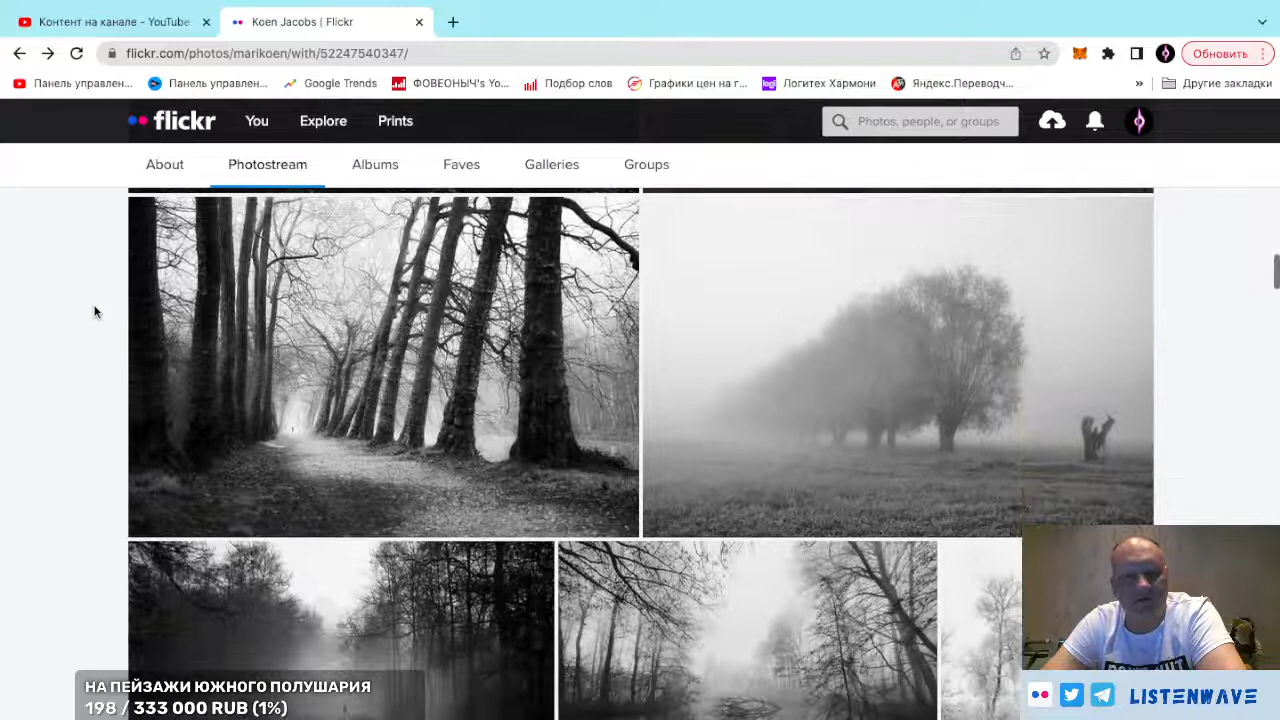 Контент на канале - YouTube
Koen Jacobs | Flickr
flickr.com/photos/marikoen/with/52247540347/
Обновить
Панель управлен...
Панель управлен...
Google Trends
ФОВЕОНЫЧ's Yo...
Подбор слов
Графики цен на г...
Логитех Хармони
Яндекс.Переводч...
»
Другие закладки
flickr
You
Explore
Prints
Photos, people, or groups
About
Photostream
Albums
Faves
Galleries
Groups
НА ПЕЙЗАЖИ ЮЖНОГО ПОЛУШАРИЯ
198 / 333 000 RUB (1%)
LISTENWAVE